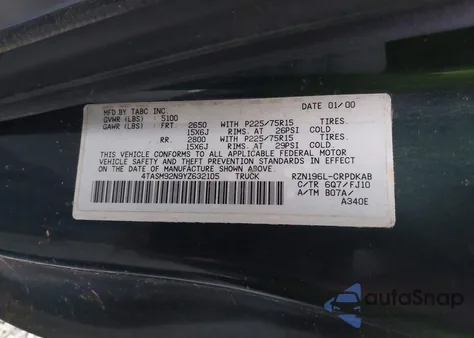 MFD BY TABC INC DATE 01/00
GVWR (LBS) 5100
GAWR (LBS) FRT. 2650 WITH P225/75R15 TIRES.
15X6J RIMS. AT 26PSI COLD.
RR. 2800 WITH P225/75R15 TIRES.
15X6J RIMS. AT 29PSI COLD.
THIS VEHICLE CONFORMS TO ALL APPLICABLE FEDERAL MOTOR
VEHICLE SAFETY AND THEFT PREVENTION STANDARDS IN EFFECT
ON THE DATE OF MANUFACTURE SHOWN ABOVE.
4TASM92N9YZ632105 TRUCK RZN196L-CRPDKAB
C/TR 6Q7/FJ10
A/TM B07A/
A340E
autoSnap